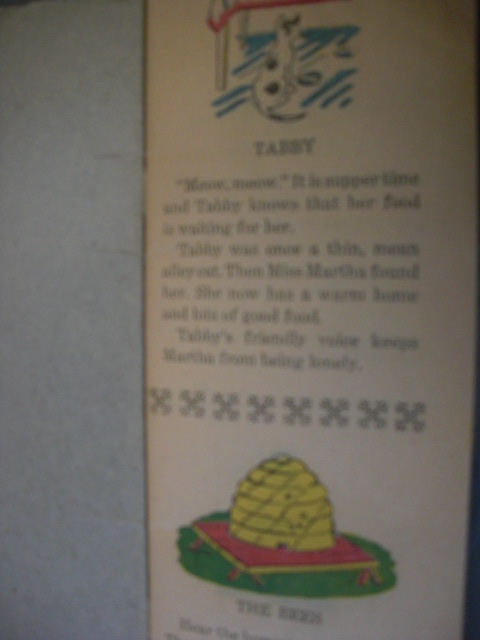 TABBY
"Meow, meow." It is supper time
and Tabby knows that her food
is waiting for her.
Tabby was once a thin, mean
alley cat. Then Miss Martha found
her. She now has a warm home
and lots of good food.
Tabby's friendly voice keeps
Martha from being lonely.
THE BEES
Hear the